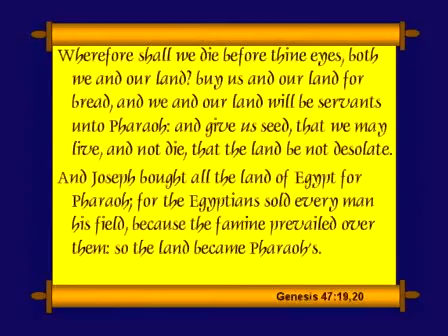 Wherefore shall we die before thine eyes, both
we and our land? buy us and our land for
bread, and we and our land will be servants
unto Pharaoh: and give us seed, that we may
live, and not die, that the land be not desolate.
And Joseph bought all the land of Egypt for
Pharaoh; for the Egyptians sold every man
his field, because the famine prevailed over
them: so the land became Pharaoh's.
Genesis 47:19,20